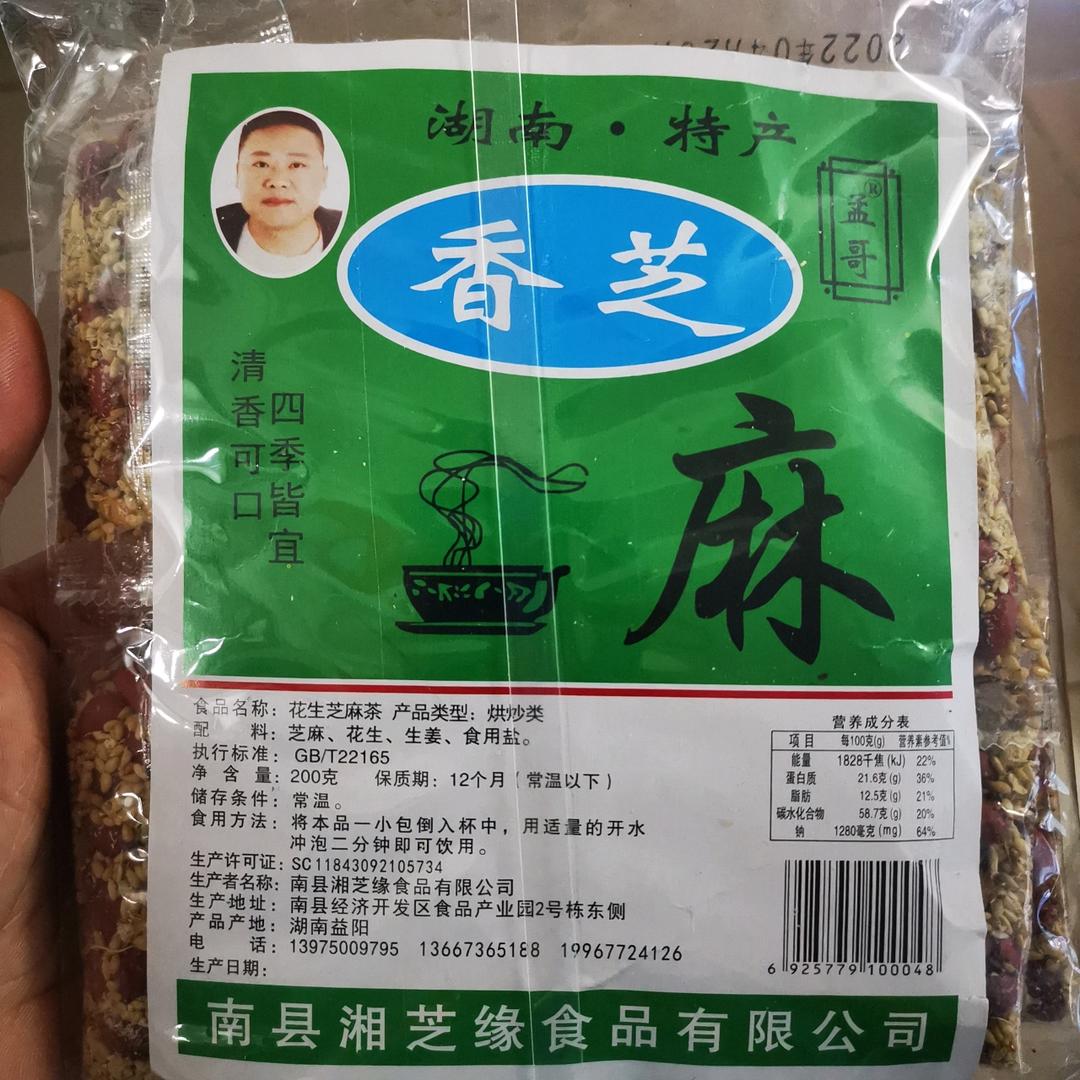 湖南·特产
孟®哥
香芝
麻
清香可口
四季皆宜
食品名称：花生芝麻茶 产品类型：烘炒类
配 料：芝麻、花生、生姜、食用盐。
执行标准：GB/T22165
净 含 量：200克 保质期：12个月（常温以下）
储存条件：常温。
食用方法：将本品一小包倒入杯中，用适量的开水
冲泡二分钟即可饮用。
生产许可证：SC11843092105734
生产者名称：南县湘芝缘食品有限公司
生产地址：南县经济开发区食品产业园2号栋东侧
产品产地：湖南益阳
电 话：13975009795 13667365188 19967724126
生产日期：
营养成分表
项目 每100克(g) 营养素参考值%
能量 1828千焦(kJ) 22%
蛋白质 21.6克(g) 36%
脂肪 12.5克(g) 21%
碳水化合物 58.7克(g) 20%
钠 1280毫克(mg) 64%
6 925779 100048
南县湘芝缘食品有限公司